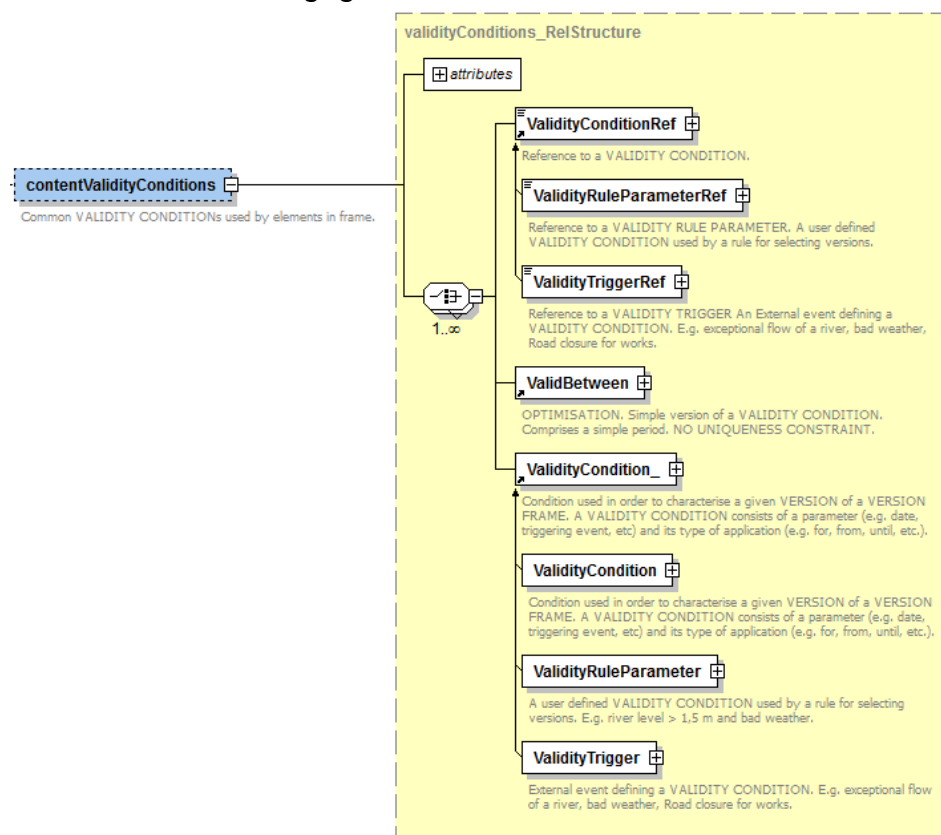 validityConditions_RelStructure
attributes
ValidityConditionRef
Reference to a VALIDITY CONDITION.
contentValidityConditions
Common VALIDITY CONDITIONs used by elements in frame.
ValidityRuleParameterRef
Reference to a VALIDITY RULE PARAMETER. A user defined
VALIDITY CONDITION used by a rule for selecting versions.
ValidityTriggerRef
Reference to a VALIDITY TRIGGER An External event defining a
VALIDITY CONDITION. E.g. exceptional flow of a river, bad weather,
Road closure for works.
1..∞
ValidBetween
OPTIMISATION. Simple version of a VALIDITY CONDITION.
Comprises a simple period. NO UNIQUENESS CONSTRAINT.
ValidityCondition_
Condition used in order to characterise a given VERSION of a VERSION
FRAME. A VALIDITY CONDITION consists of a parameter (e.g. date,
triggering event, etc) and its type of application (e.g. for, from, until, etc.).
ValidityCondition
Condition used in order to characterise a given VERSION of a VERSION
FRAME. A VALIDITY CONDITION consists of a parameter (e.g. date,
triggering event, etc) and its type of application (e.g. for, from, until, etc.).
ValidityRuleParameter
A user defined VALIDITY CONDITION used by a rule for selecting
versions. E.g. river level > 1,5 m and bad weather.
ValidityTrigger
External event defining a VALIDITY CONDITION. E.g. exceptional flow
of a river, bad weather, Road closure for works.